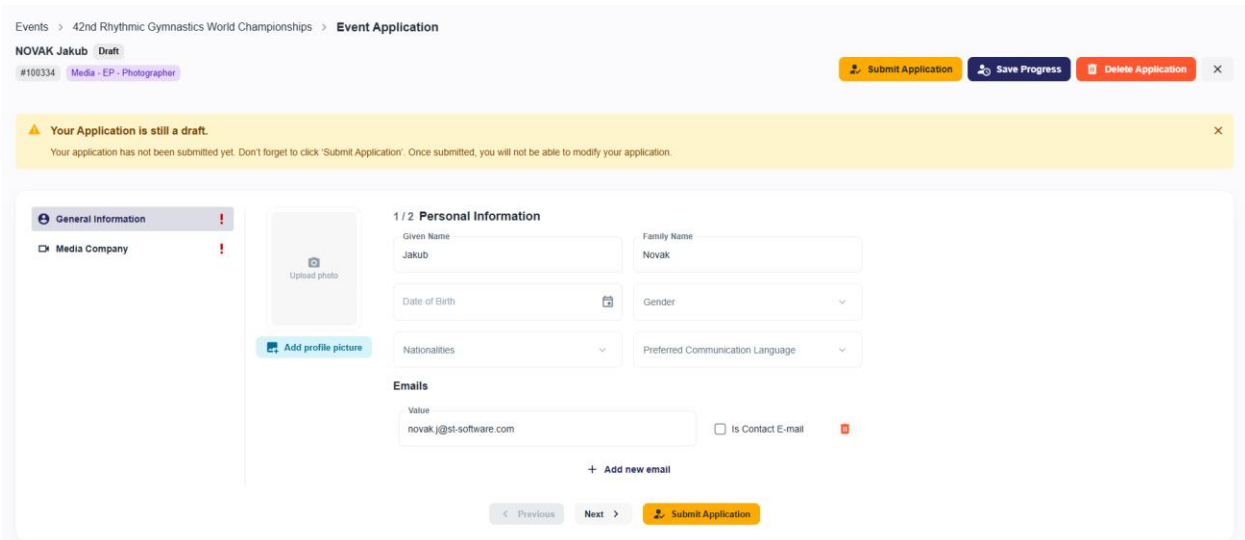 Events > 42nd Rhythmic Gymnastics World Championships > Event Application
NOVAK Jakub Draft
#100334 Media - EP - Photographer
Submit Application Save Progress Delete Application
Your Application is still a draft.
Your application has not been submitted yet. Don't forget to click 'Submit Application'. Once submitted, you will not be able to modify your application.
General Information
Media Company
Upload photo
Add profile picture
1 / 2 Personal Information
Given Name Family Name
Jakub Novak
Date of Birth Gender
Nationalities Preferred Communication Language
Emails
Value
novak.j@st-software.com Is Contact E-mail
+ Add new email
< Previous Next > Submit Application